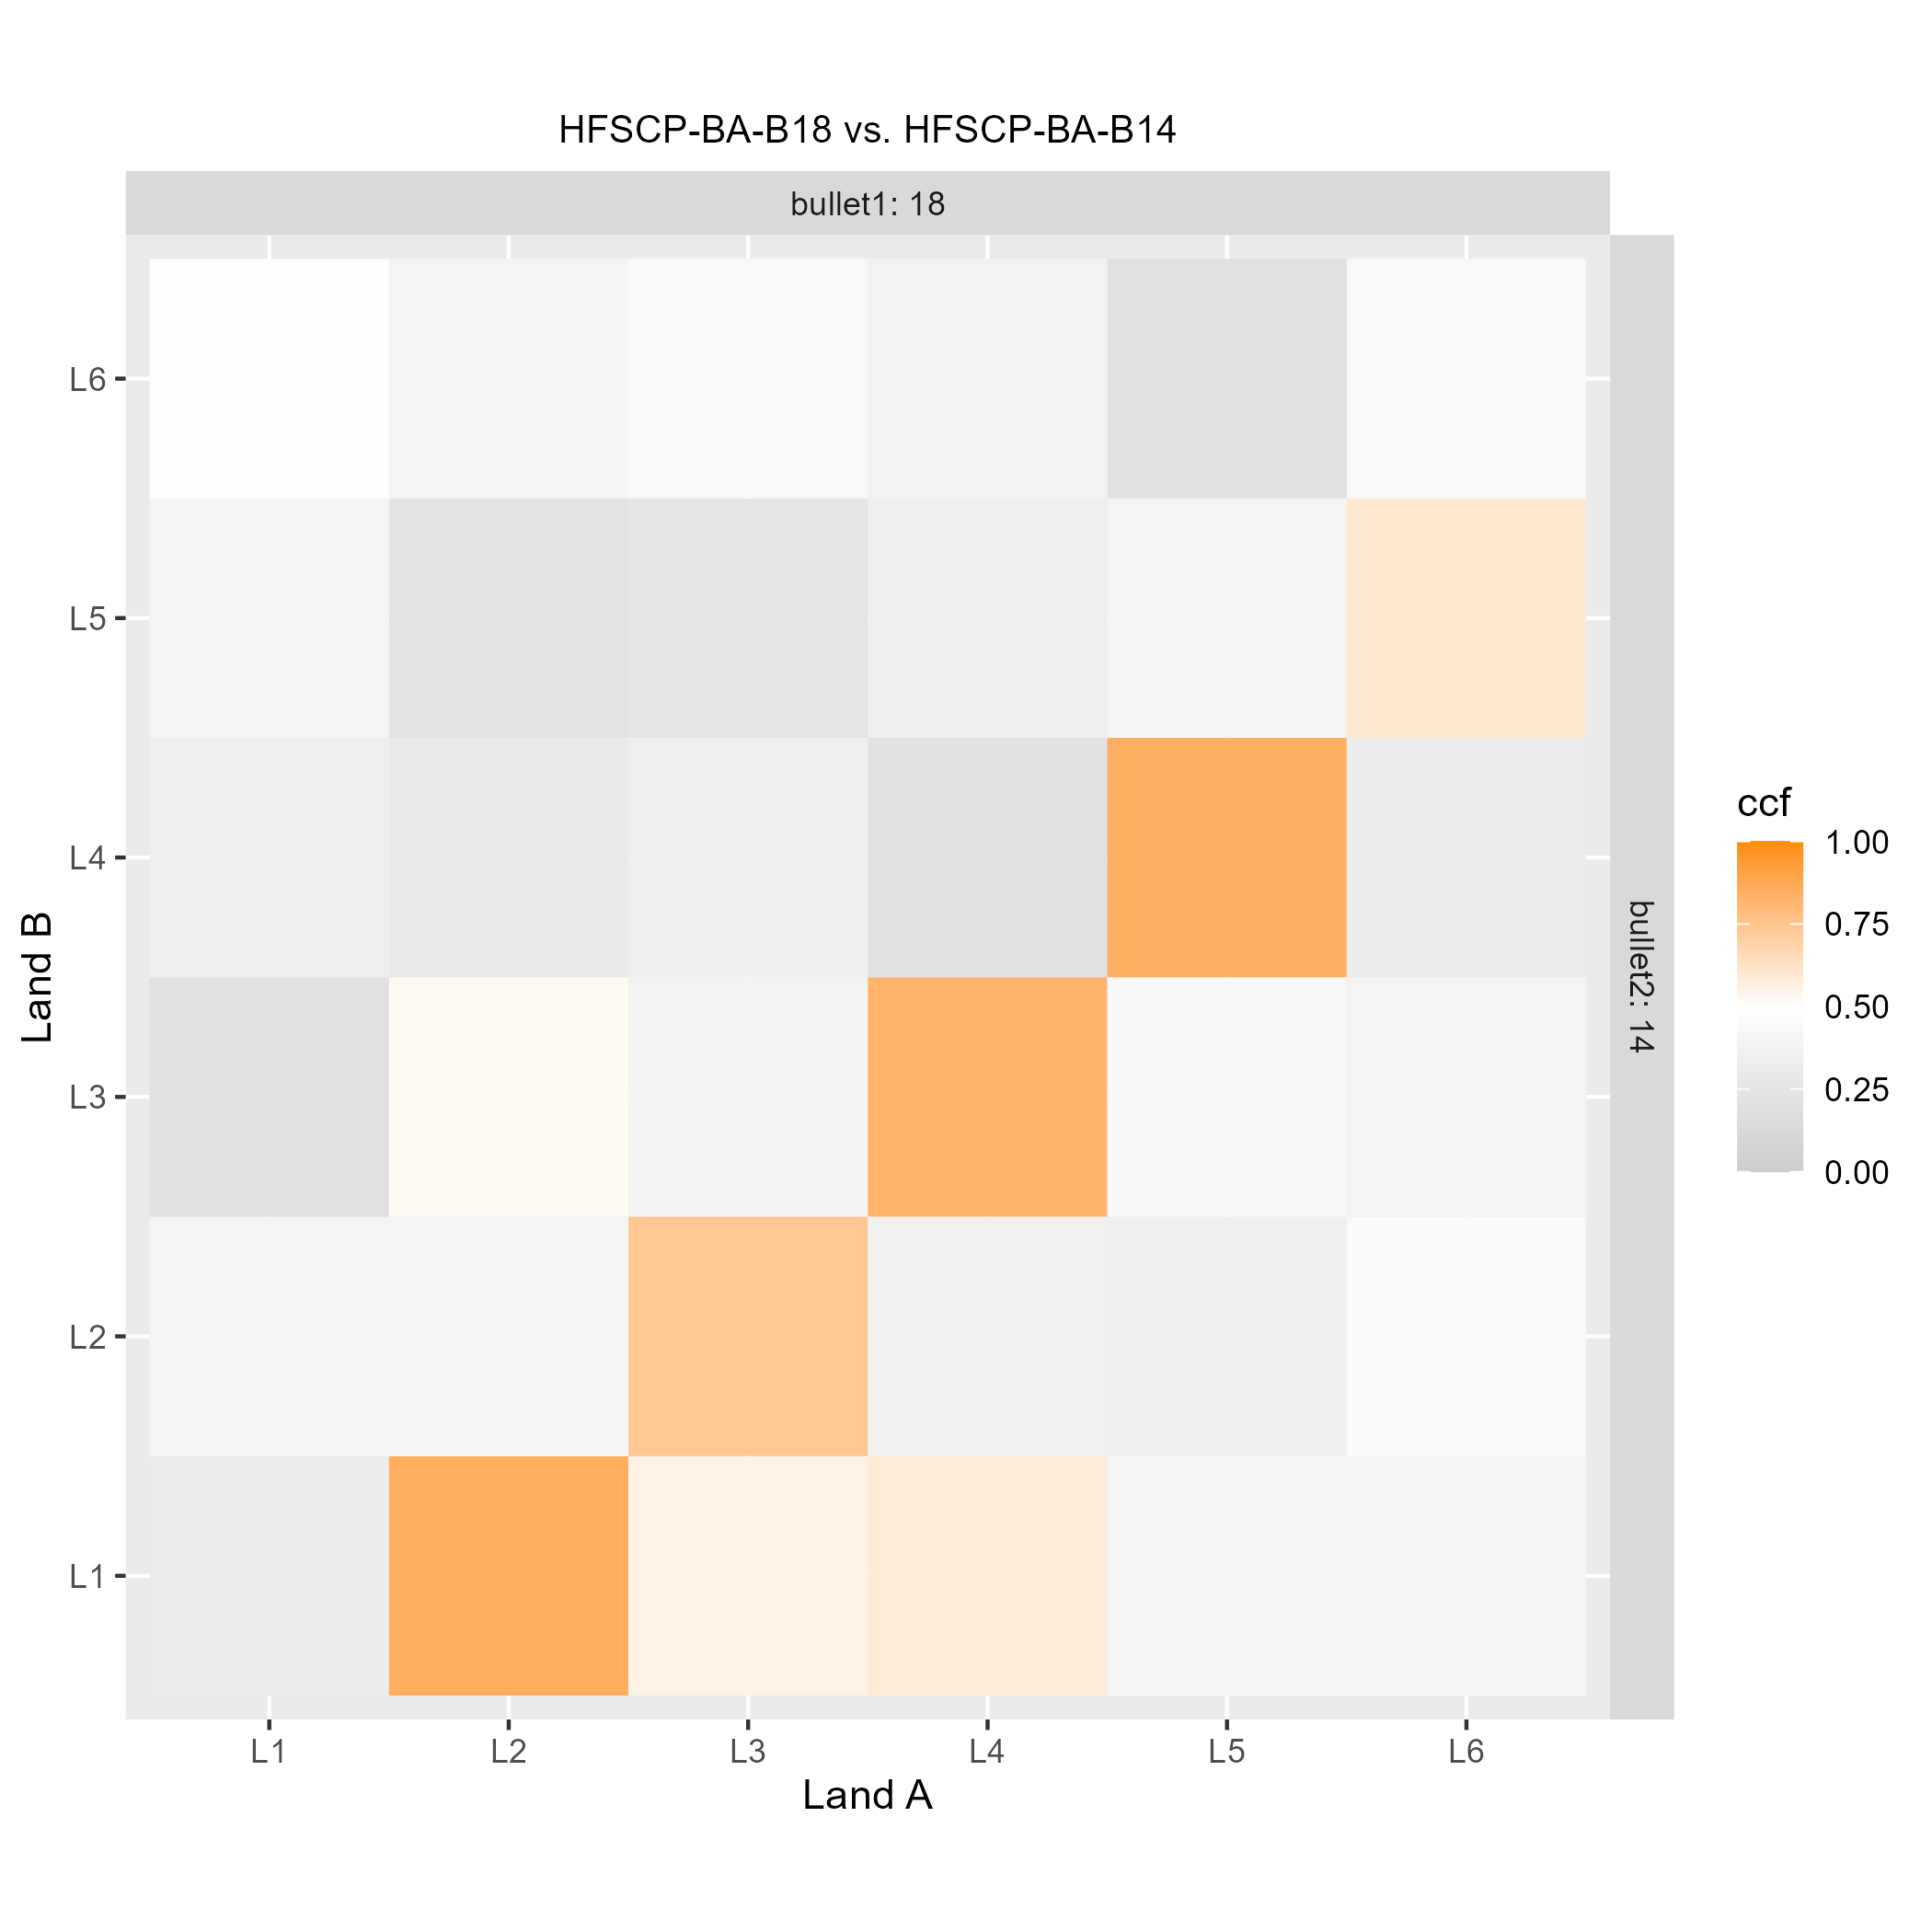 HFSCP-BA-B18 vs. HFSCP-BA-B14
bullet1: 18
L6
L5
L4
L3
L2
L1
Land B
L1 L2 L3 L4 L5 L6
Land A
bullet2: 14
ccf
1.00
0.75
0.50
0.25
0.00